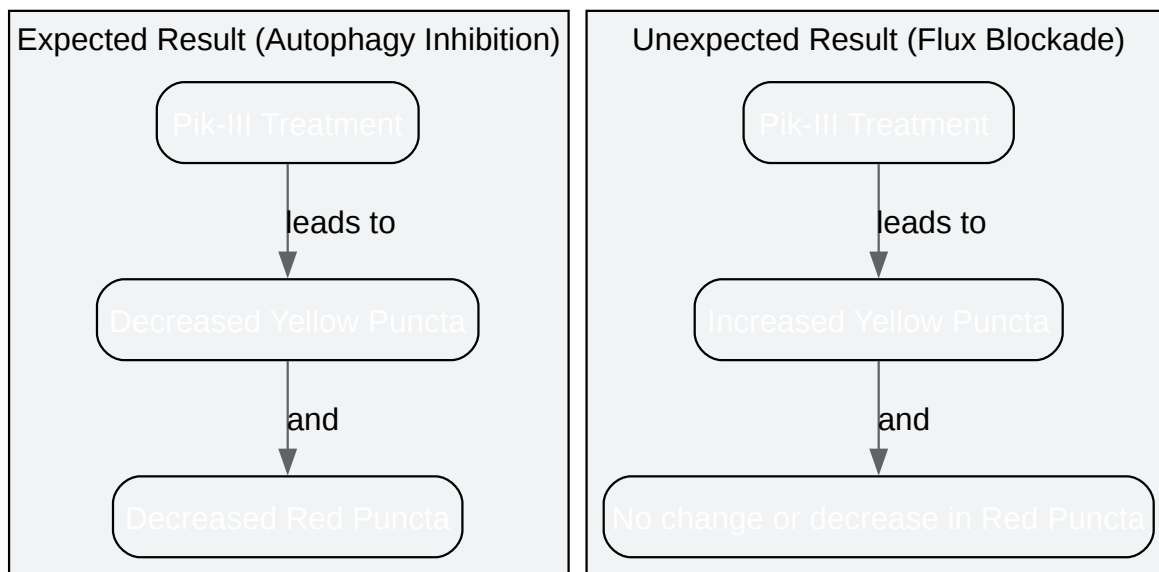 Expected Result (Autophagy Inhibition)
Pik-III Treatment
leads to
Decreased Yellow Puncta
and
Decreased Red Puncta
Unexpected Result (Flux Blockade)
Pik-III Treatment
leads to
Increased Yellow Puncta
and
No change or decrease in Red Puncta